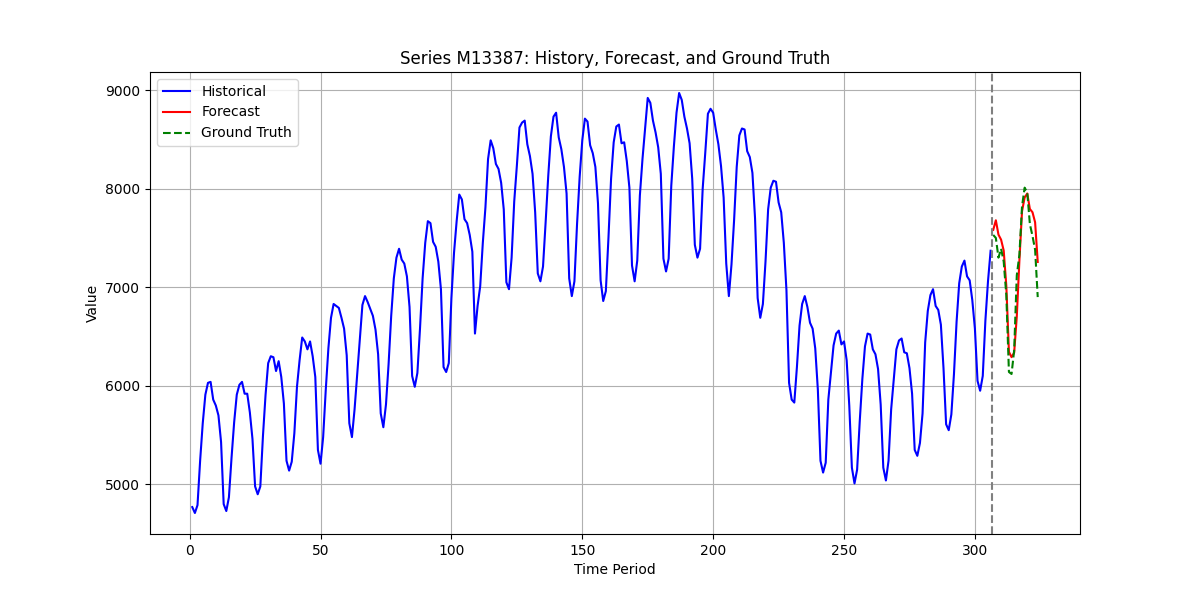 Series M13387: History, Forecast, and Ground Truth
Historical
Forecast
Ground Truth
9000
8000
7000
6000
5000
Value
0 50 100 150 200 250 300
Time Period